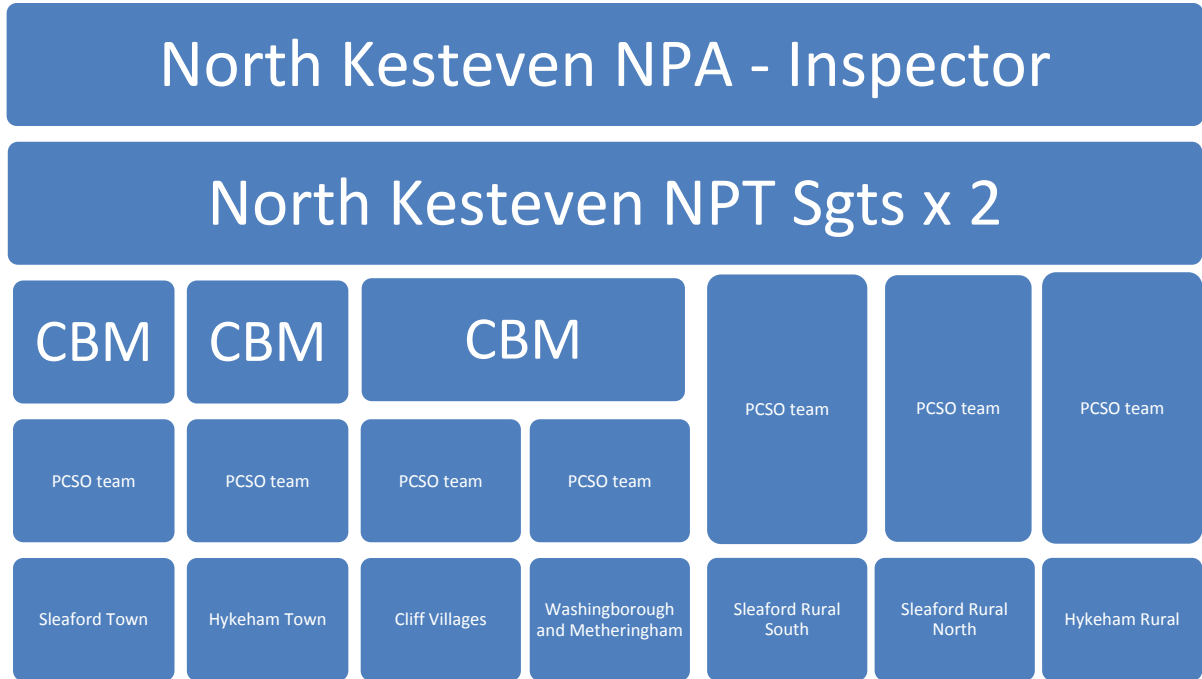 North Kesteven NPA - Inspector
North Kesteven NPT Sgts x 2
CBM
CBM
CBM
PCSO team
PCSO team
PCSO team
PCSO team
PCSO team
PCSO team
PCSO team
Sleaford Town
Hykeham Town
Cliff Villages
Washingborough
and Metheringham
Sleaford Rural
South
Sleaford Rural
North
Hykeham Rural